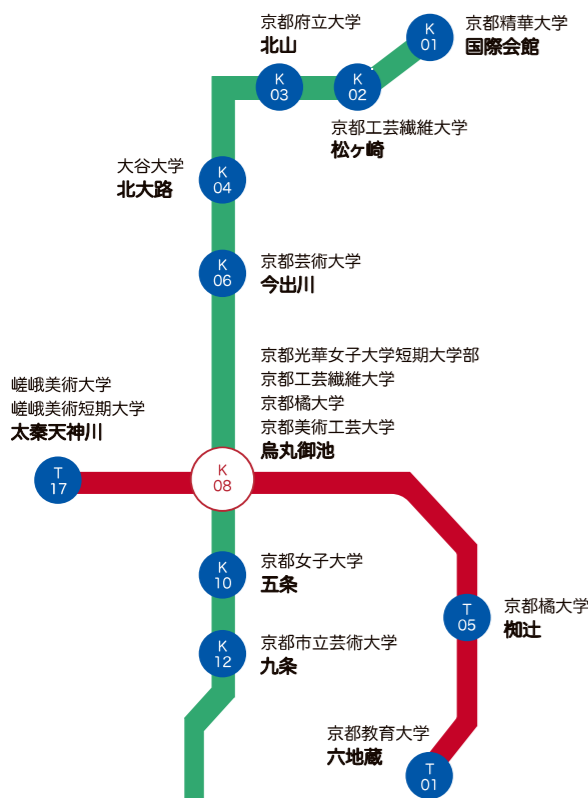 京都府立大学
北山
K
03
K
02
K
01
京都精華大学
国際会館
京都工芸繊維大学
松ヶ崎
大谷大学
北大路
K
04
K
06
京都芸術大学
今出川
京都光華女子大学短期大学部
京都工芸繊維大学
京都橘大学
京都美術工芸大学
烏丸御池
嵯峨美術大学
嵯峨美術短期大学
太秦天神川
T
17
K
08
K
10
京都女子大学
五条
K
12
京都市立芸術大学
九条
T
05
京都橘大学
椥辻
京都教育大学
六地蔵
T
01